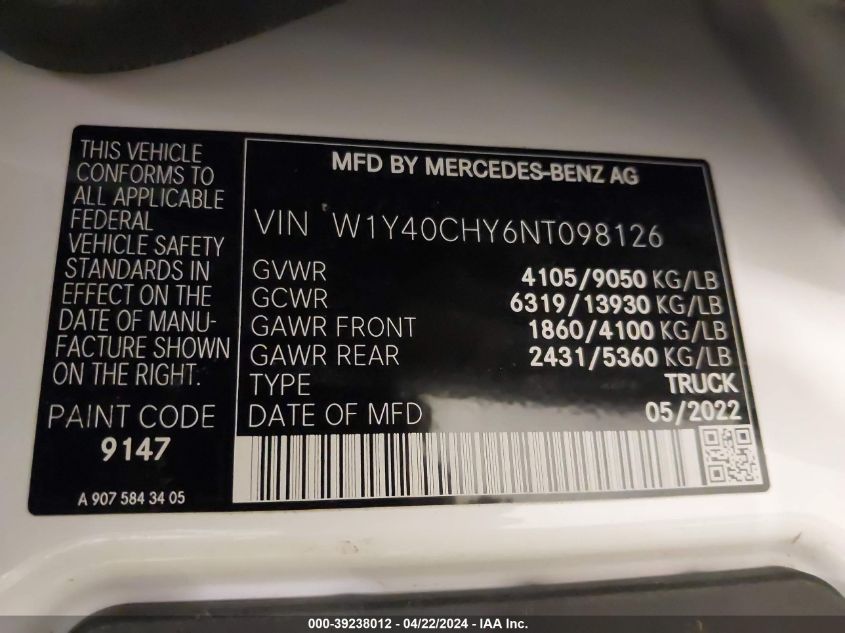 THIS VEHICLE
CONFORMS TO
ALL APPLICABLE
FEDERAL
VEHICLE SAFETY
STANDARDS IN
EFFECT ON THE
DATE OF MANU-
FACTURE SHOWN
ON THE RIGHT.
PAINT CODE
9147
A 907 584 34 05
MFD BY MERCEDES-BENZ AG
VIN W1Y40CHY6NT098126
GVWR 4105/9050 KG/LB
GCWR 6319/13930 KG/LB
GAWR FRONT 1860/4100 KG/LB
GAWR REAR 2431/5360 KG/LB
TYPE TRUCK
DATE OF MFD 05/2022
000-39238012 - 04/22/2024 - IAA Inc.